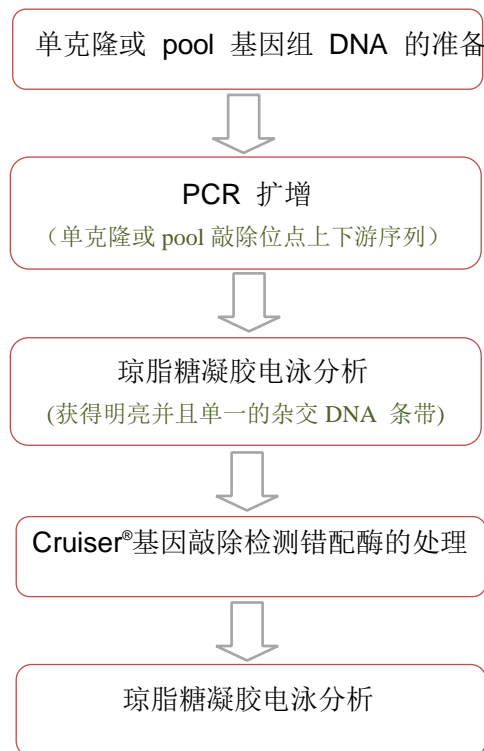 单克隆或 pool 基因组 DNA 的准备
PCR 扩增
（单克隆或 pool 敲除位点上下游序列）
琼脂糖凝胶电泳分析
(获得明亮并且单一的杂交 DNA 条带)
Cruiser®基因敲除检测错配酶的处理
琼脂糖凝胶电泳分析